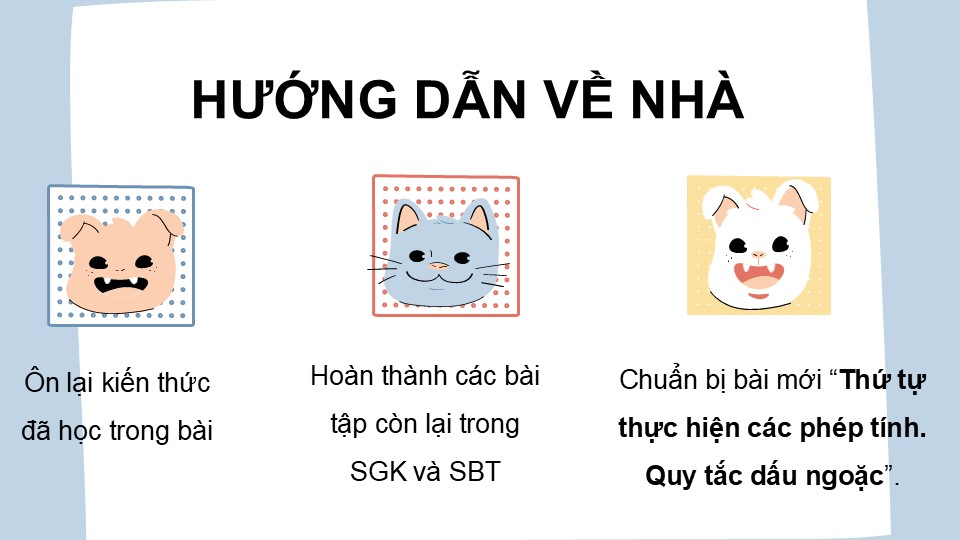 HƯỚNG DẪN VỀ NHÀ
Ôn lại kiến thức
đã học trong bài
Hoàn thành các bài
tập còn lại trong
SGK và SBT
Chuẩn bị bài mới “Thứ tự
thực hiện các phép tính.
Quy tắc dấu ngoặc”.